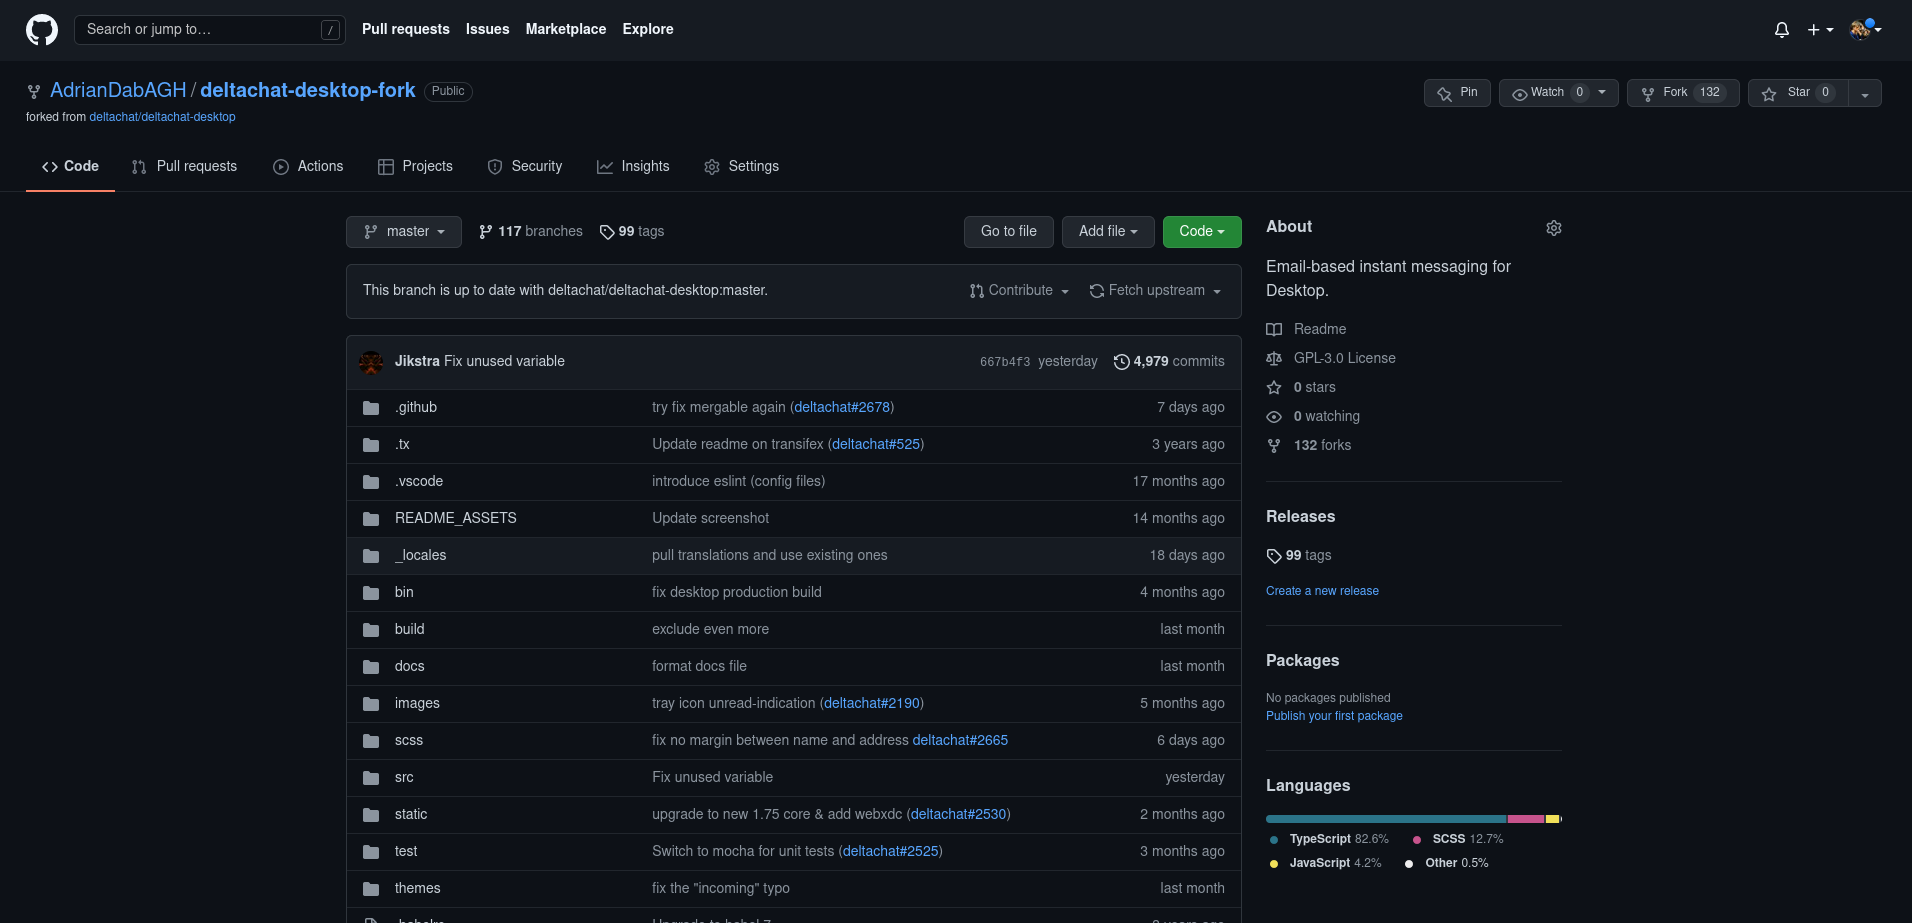 Search or jump to… /
Pull requests Issues Marketplace Explore
AdrianDabAGH / deltachat-desktop-fork Public
forked from deltachat/deltachat-desktop
Pin Watch 0 Fork 132 Star 0
Code Pull requests Actions Projects Security Insights Settings
master 117 branches 99 tags Go to file Add file Code
This branch is up to date with deltachat/deltachat-desktop:master. Contribute Fetch upstream
Jikstra Fix unused variable 667b4f3 yesterday 4,979 commits
.github try fix mergable again (deltachat#2678) 7 days ago
.tx Update readme on transifex (deltachat#525) 3 years ago
.vscode introduce eslint (config files) 17 months ago
README_ASSETS Update screenshot 14 months ago
_locales pull translations and use existing ones 18 days ago
bin fix desktop production build 4 months ago
build exclude even more last month
docs format docs file last month
images tray icon unread-indication (deltachat#2190) 5 months ago
scss fix no margin between name and address deltachat#2665 6 days ago
src Fix unused variable yesterday
static upgrade to new 1.75 core & add webxdc (deltachat#2530) 2 months ago
test Switch to mocha for unit tests (deltachat#2525) 3 months ago
themes fix the "incoming" typo last month
About
Email-based instant messaging for
Desktop.
Readme
GPL-3.0 License
0 stars
0 watching
132 forks
Releases
99 tags
Create a new release
Packages
No packages published
Publish your first package
Languages
TypeScript 82.6% SCSS 12.7%
JavaScript 4.2% Other 0.5%